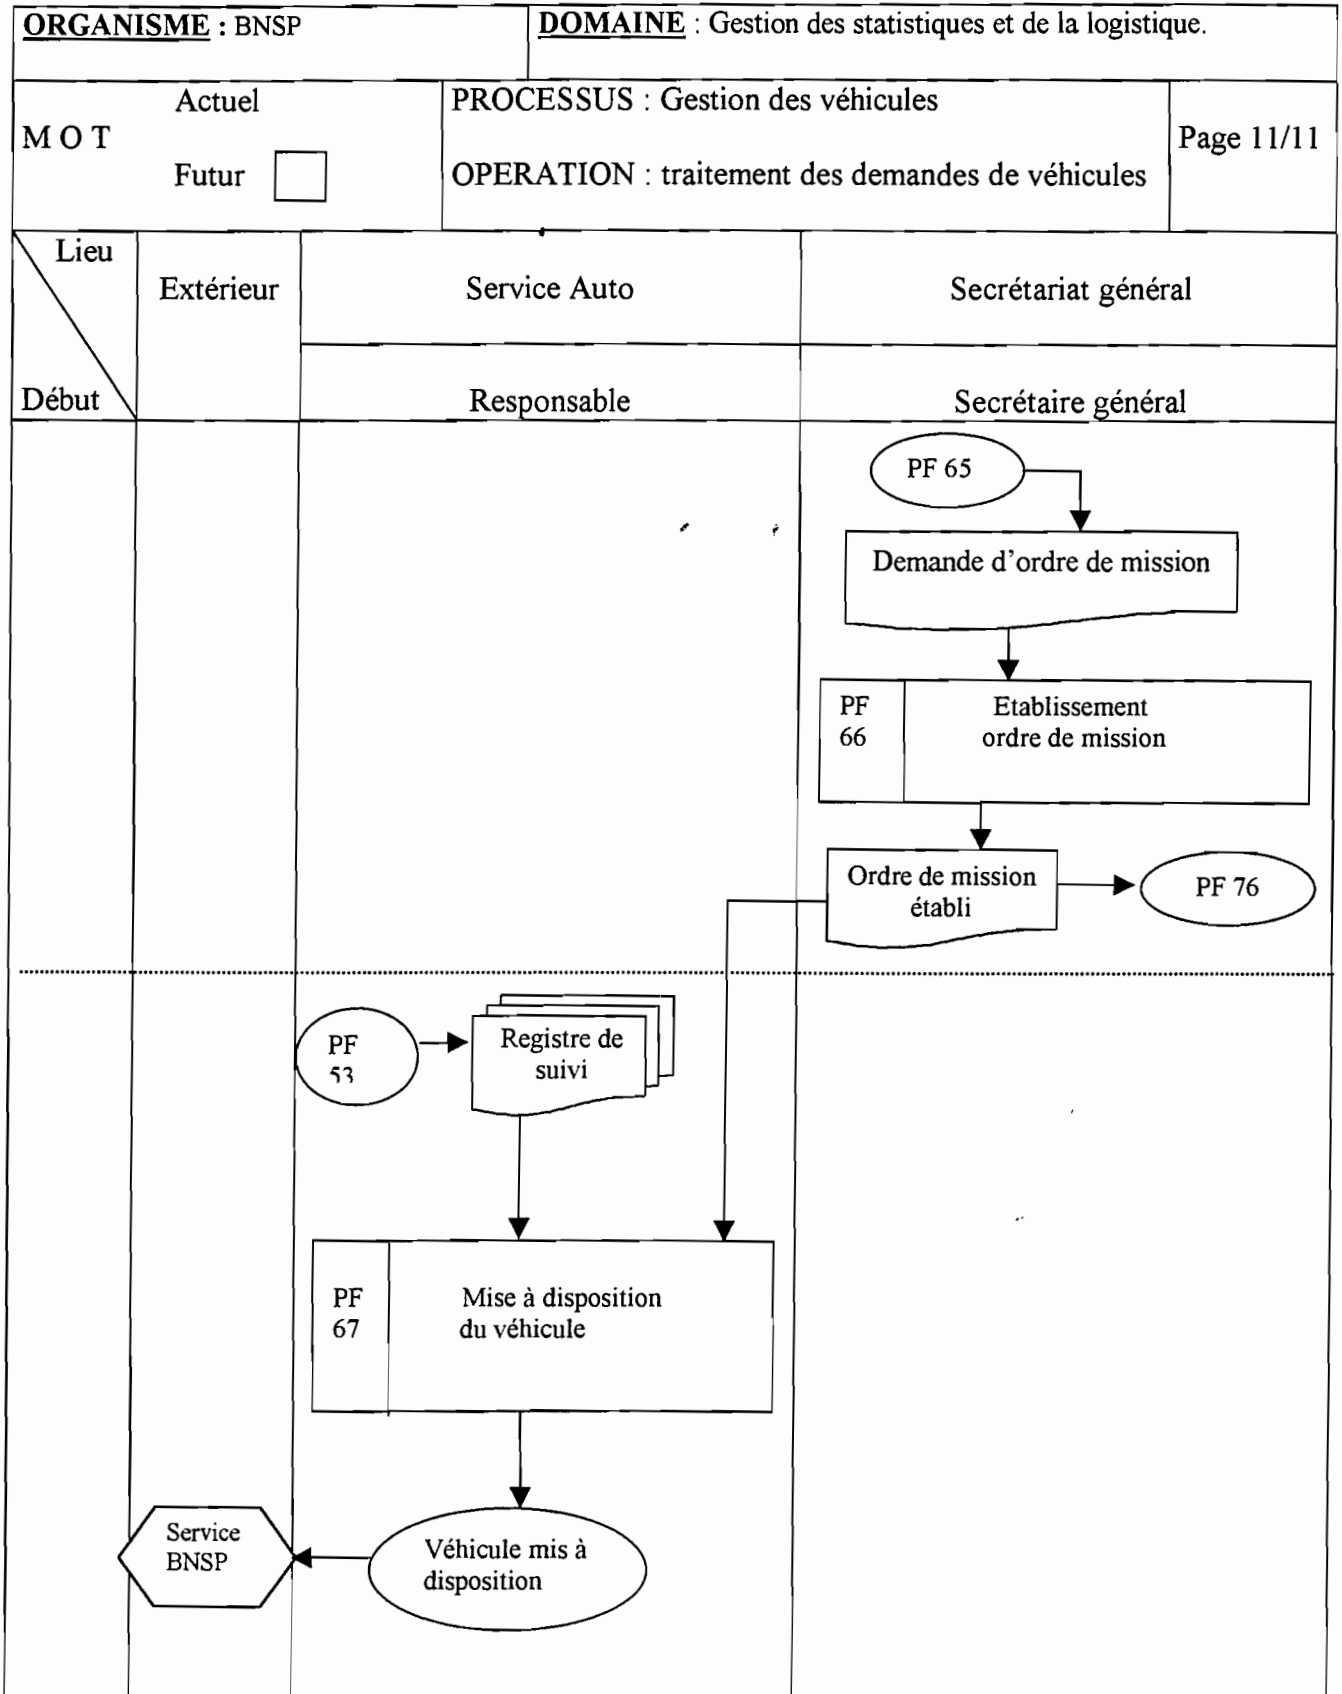 ORGANISME : BNSP
DOMAINE : Gestion des statistiques et de la logistique.
M O T
Actuel
Futur
PROCESSUS : Gestion des véhicules
OPERATION : traitement des demandes de véhicules
Page 11/11
Lieu
Début
Extérieur
Service Auto
Secrétariat général
Responsable
Secrétaire général
PF 65
Demande d’ordre de mission
PF
66
Etablissement
ordre de mission
Ordre de mission
établi
PF 76
PF
53
Registre de
suivi
PF
67
Mise à disposition
du véhicule
Service
BNSP
Véhicule mis à
disposition